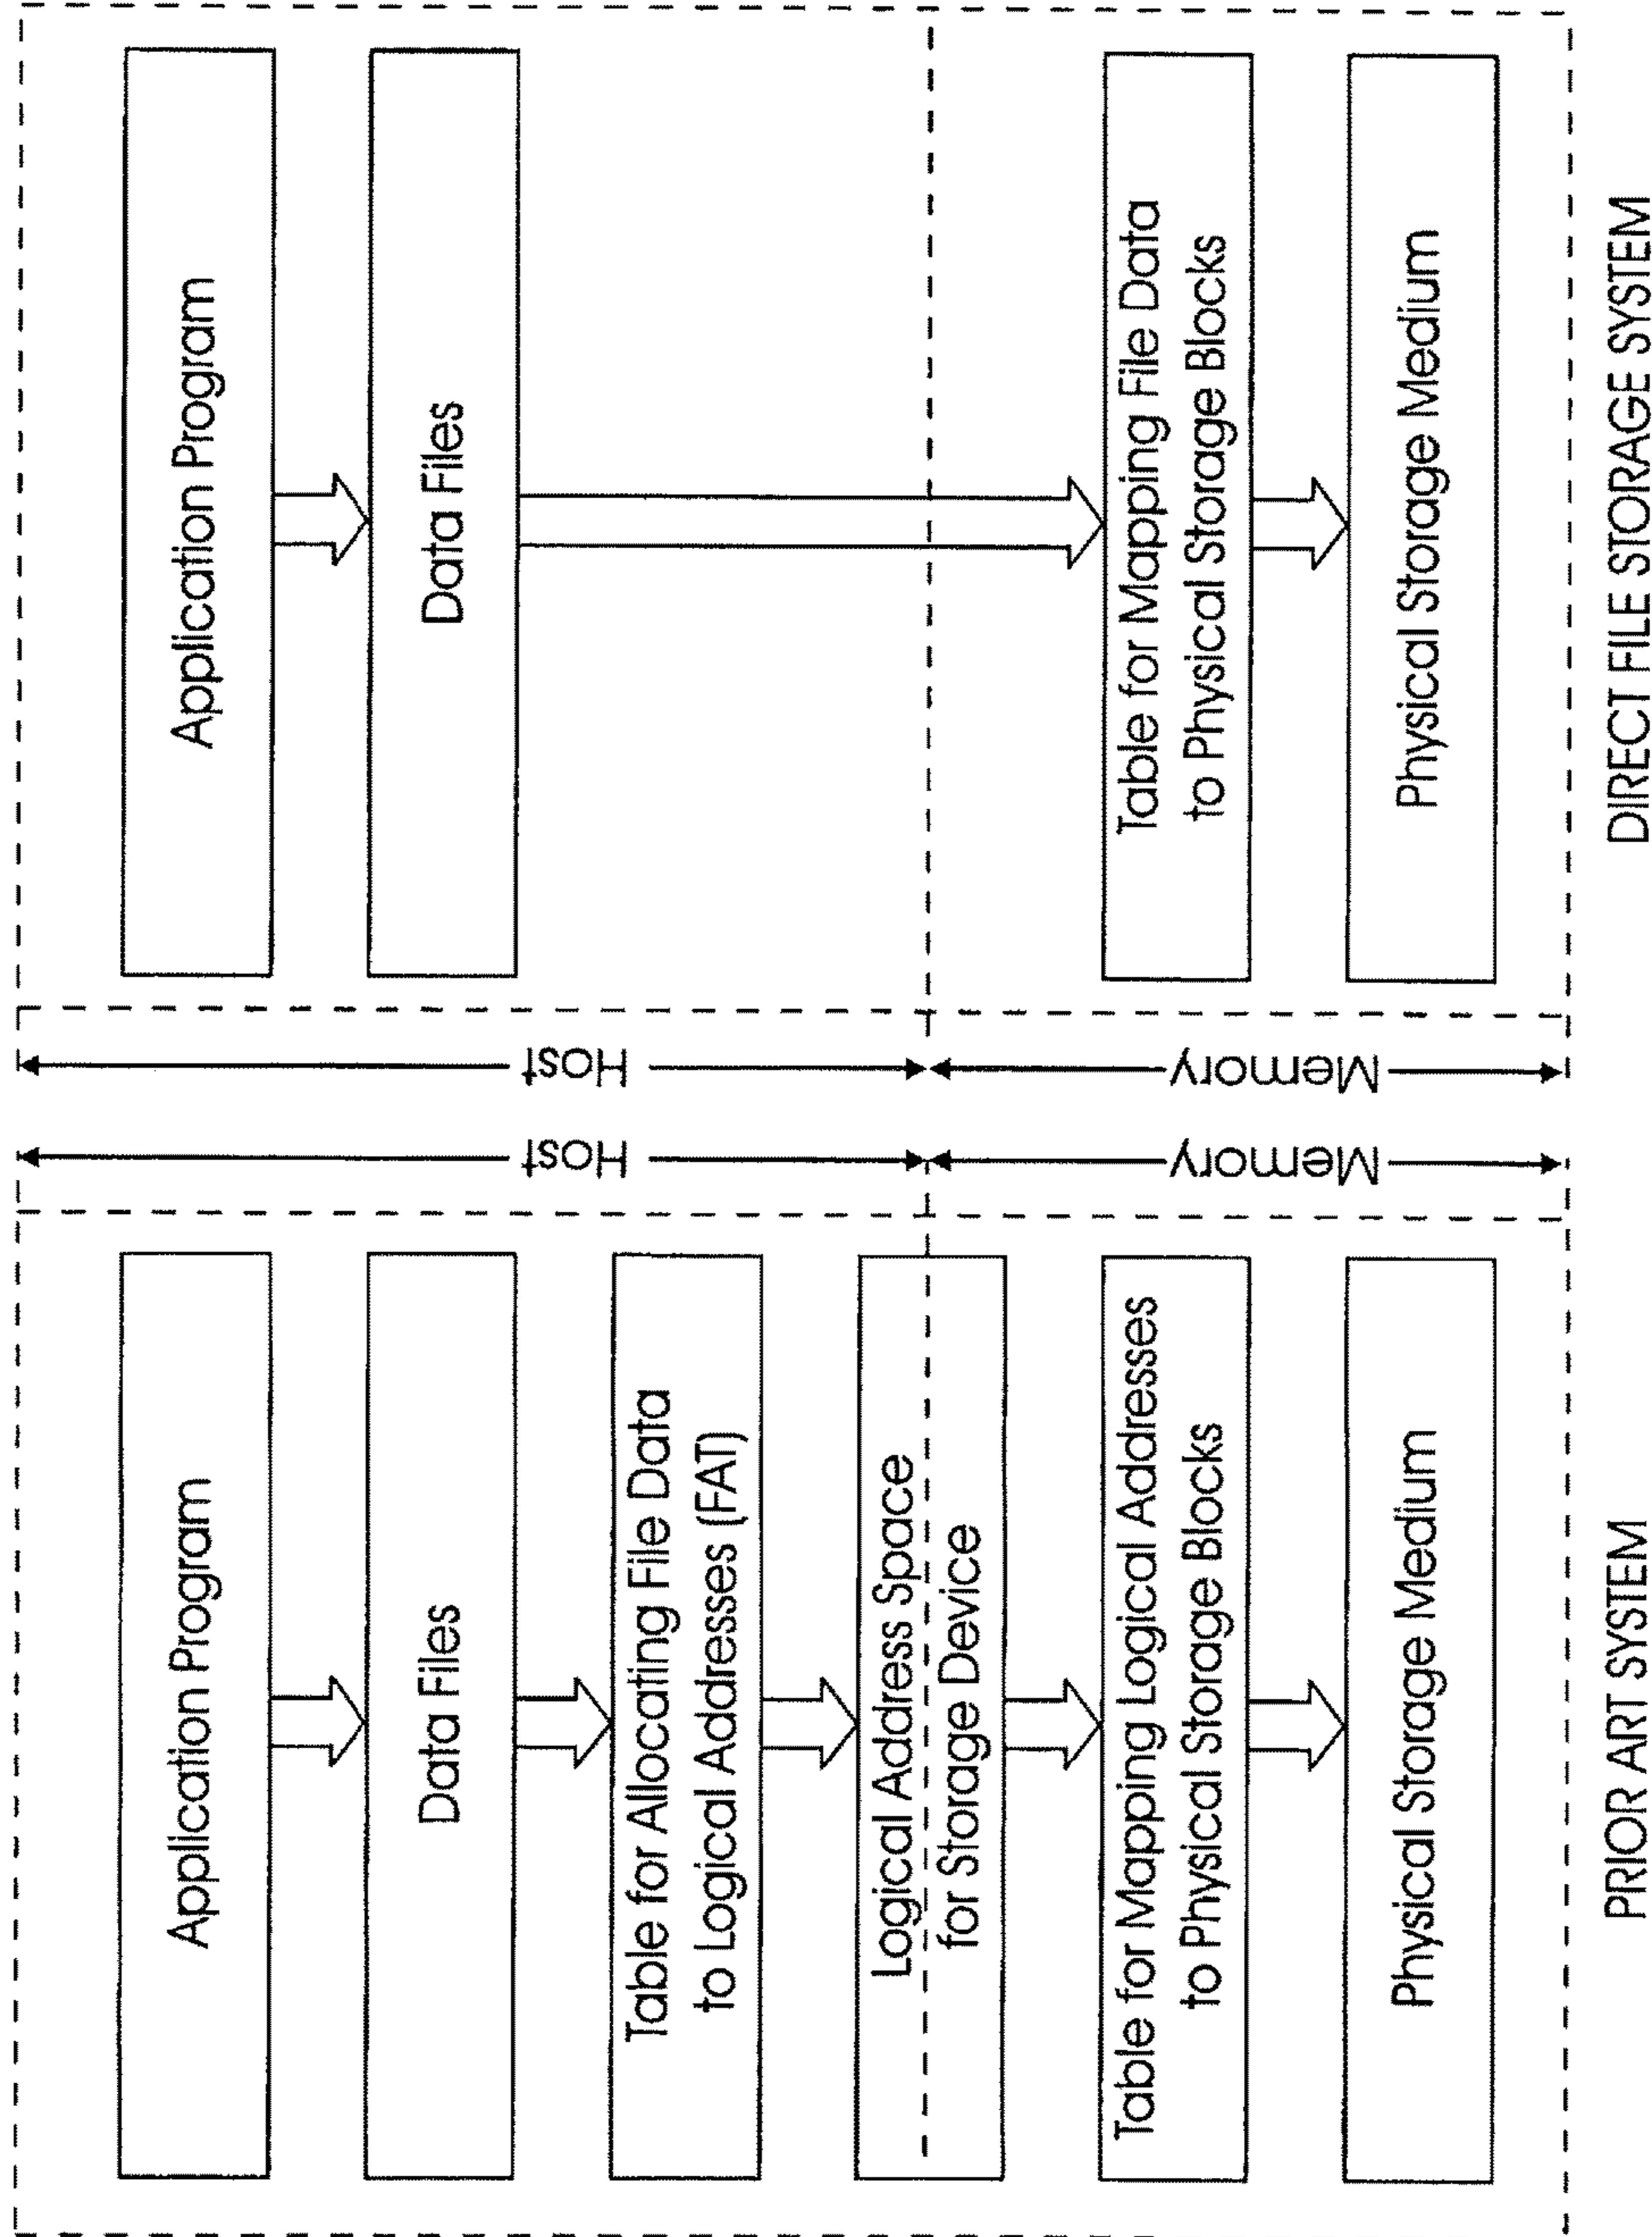 Application Program
Data Files
Table for Allocating File Data
to Logical Addresses (FAT)
Logical Address Space
for Storage Device
Table for Mapping Logical Addresses
to Physical Storage Blocks
Physical Storage Medium
PRIOR ART SYSTEM
Host
Memory
Host
Memory
Application Program
Data Files
Table for Mapping File Data
to Physical Storage Blocks
Physical Storage Medium
DIRECT FILE STORAGE SYSTEM